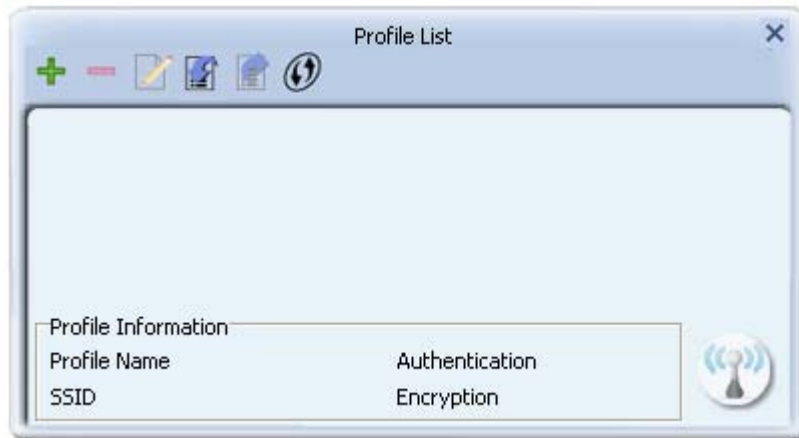 Profile List
Profile Information
Profile Name Authentication
SSID Encryption